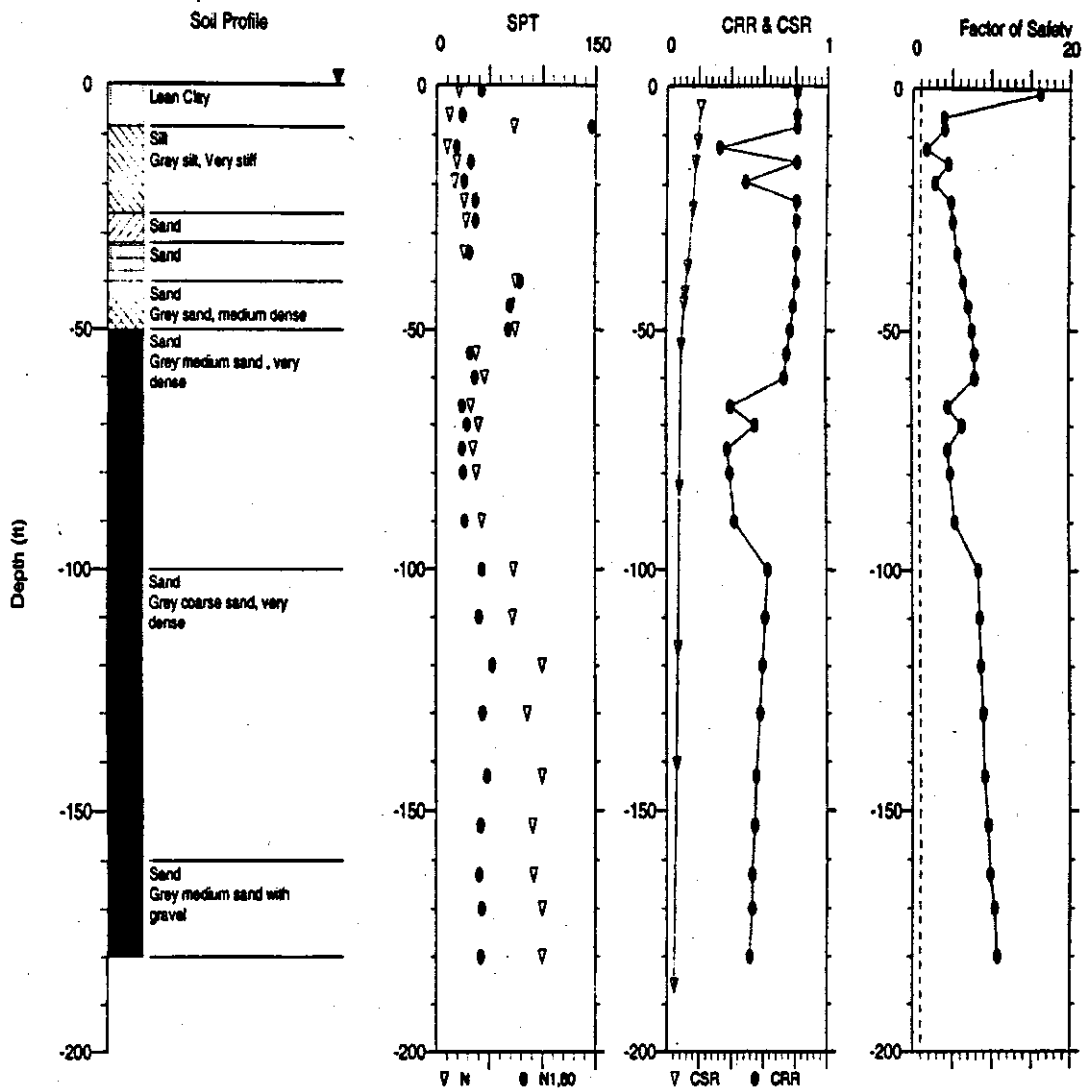 Soil Profile
SPT
CRR & CSR
Factor of Safety
0 150
0 1
0 20
0
0
0
0
Lean Clay
Silt
Grey silt, Very stiff
Sand
Sand
Sand
Grey sand, medium dense
-50
-50
-50
-50
Sand
Grey medium sand , very
dense
Depth (ft)
-100
-100
-100
-100
Sand
Grey coarse sand, very
dense
-150
-150
-150
-150
Sand
Grey medium sand with
gravel
-200
-200
-200
-200
N N1,60
CSR CRR